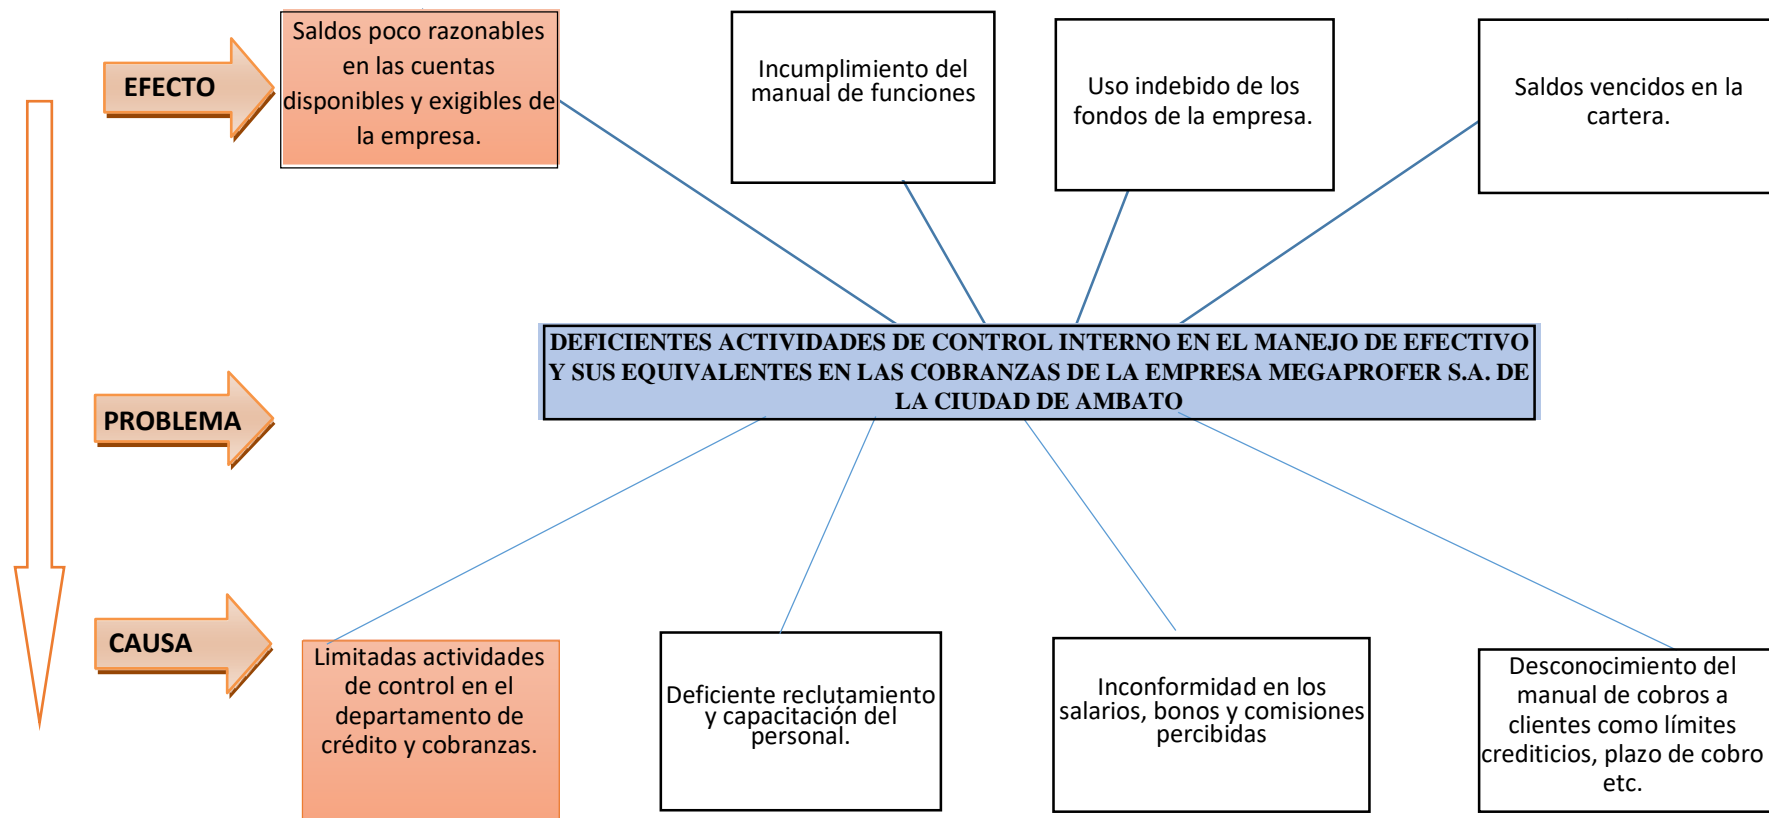 EFECTO
Saldos poco razonables
en las cuentas
disponibles y exigibles de
la empresa.
Incumplimiento del
manual de funciones
Uso indebido de los
fondos de la empresa.
Saldos vencidos en la
cartera.
PROBLEMA
DEFICIENTES ACTIVIDADES DE CONTROL INTERNO EN EL MANEJO DE EFECTIVO
Y SUS EQUIVALENTES EN LAS COBRANZAS DE LA EMPRESA MEGAPROFER S.A. DE
LA CIUDAD DE AMBATO
CAUSA
Limitadas actividades
de control en el
departamento de
crédito y cobranzas.
Deficiente reclutamiento
y capacitación del
personal.
Inconformidad en los
salarios, bonos y comisiones
percibidas
Desconocimiento del
manual de cobros a
clientes como límites
crediticios, plazo de cobro
etc.